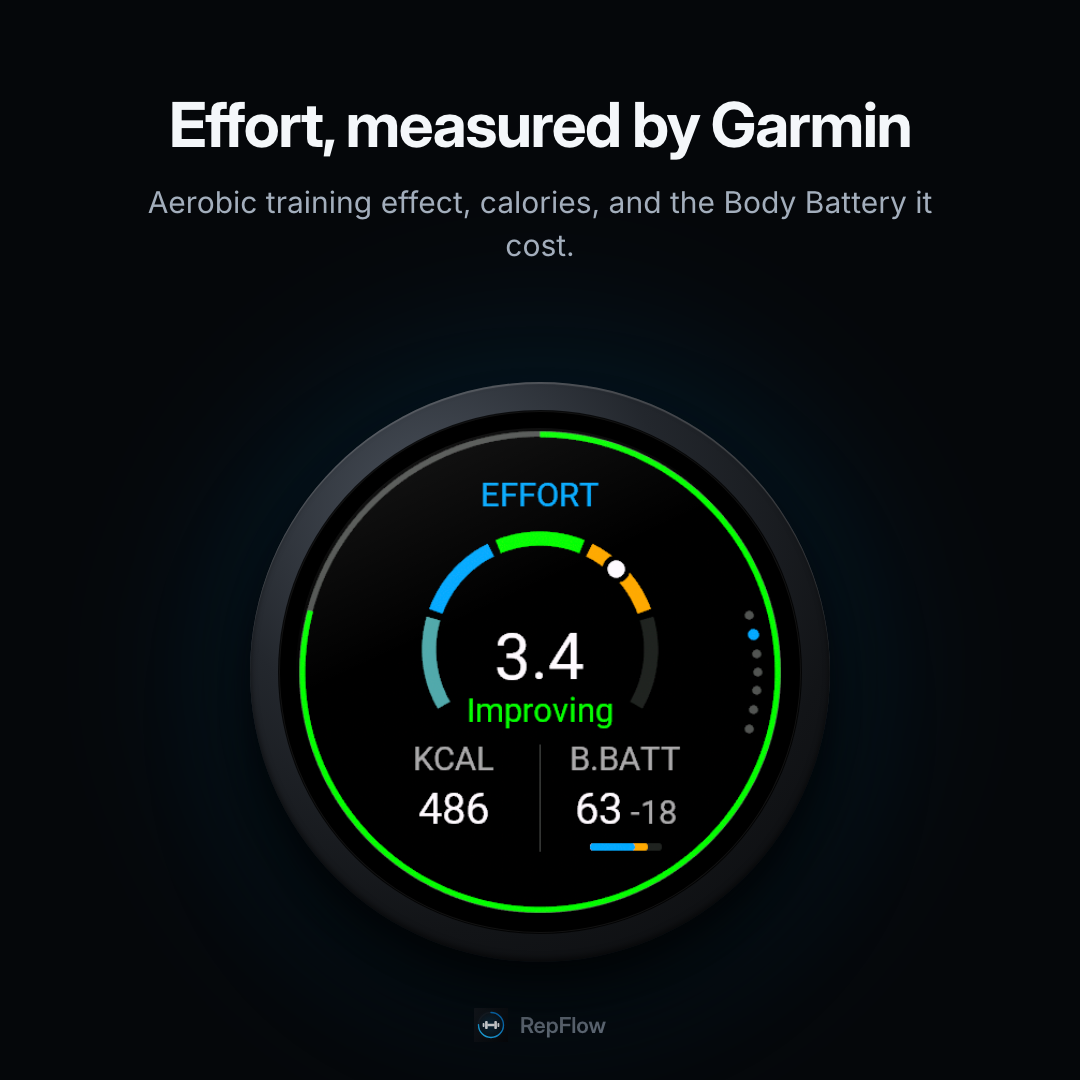 Effort, measured by Garmin
Aerobic training effect, calories, and the Body Battery it
cost.
EFFORT
3.4
Improving
KCAL B.BATT
486 63 -18
RepFlow